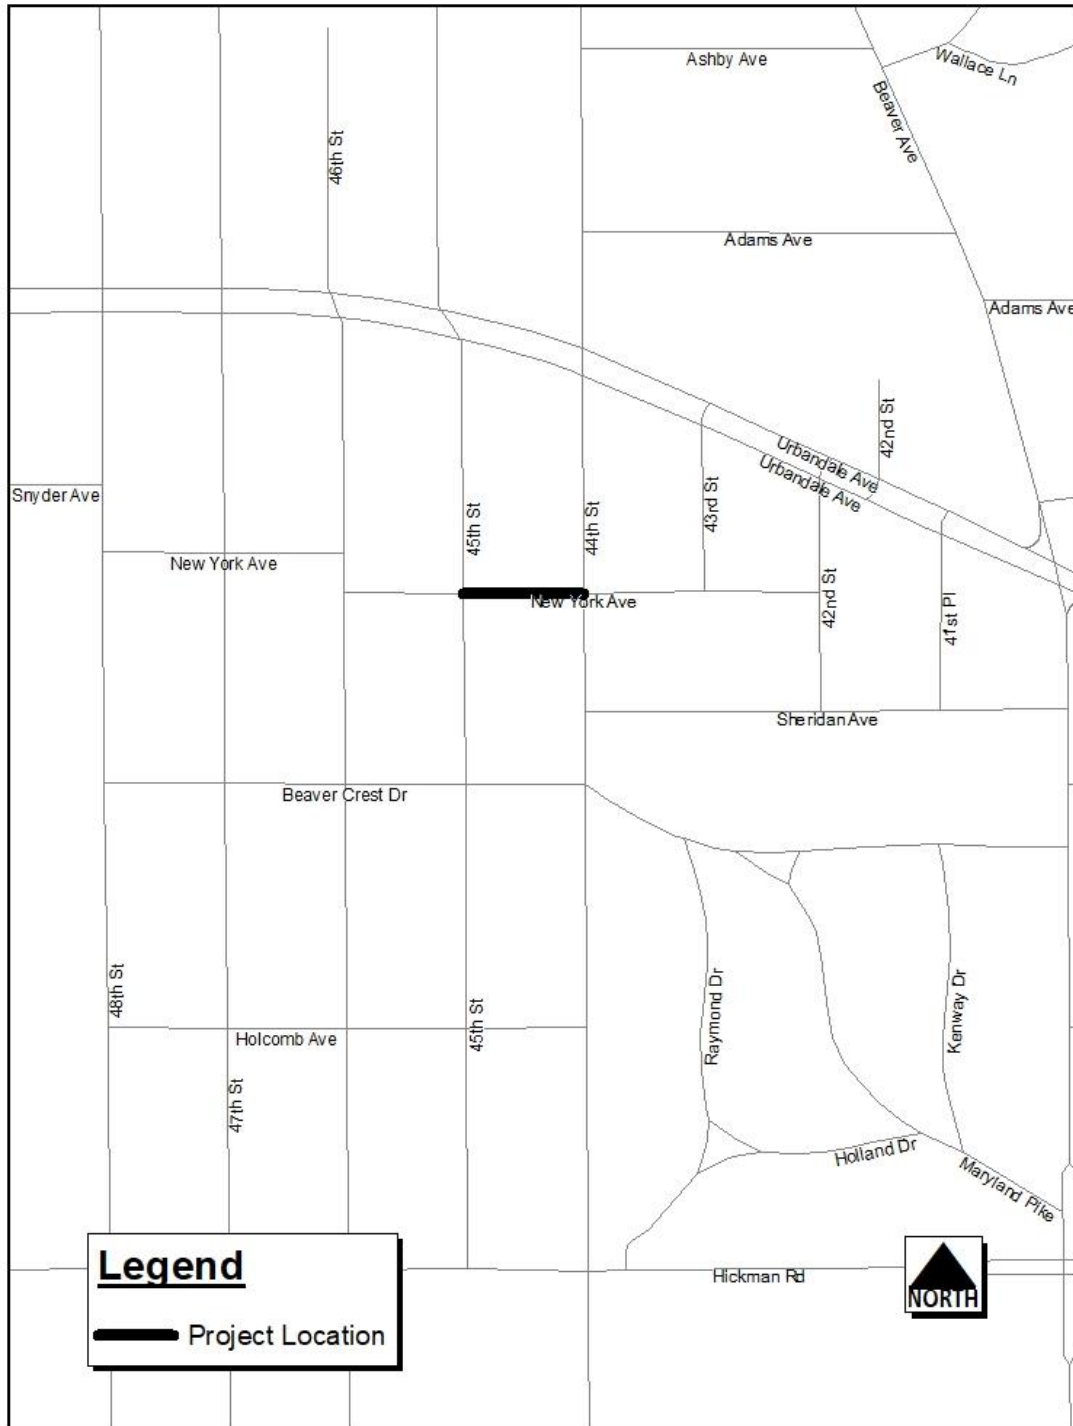 Ashby Ave
Wallace Ln
Beaver Ave
46th St
Adams Ave
Adams Ave
42nd St
Urbandale Ave
Urbandale Ave
Snyder Ave
45th St
44th St
43rd St
New York Ave
New York Ave
42nd St
41st Pl
Sheridan Ave
Beaver Crest Dr
48th St
Raymond Dr
Kenway Dr
45th St
Holcomb Ave
47th St
Holland Dr
Maryland Pike
Hickman Rd
NORTH
Legend
Project Location